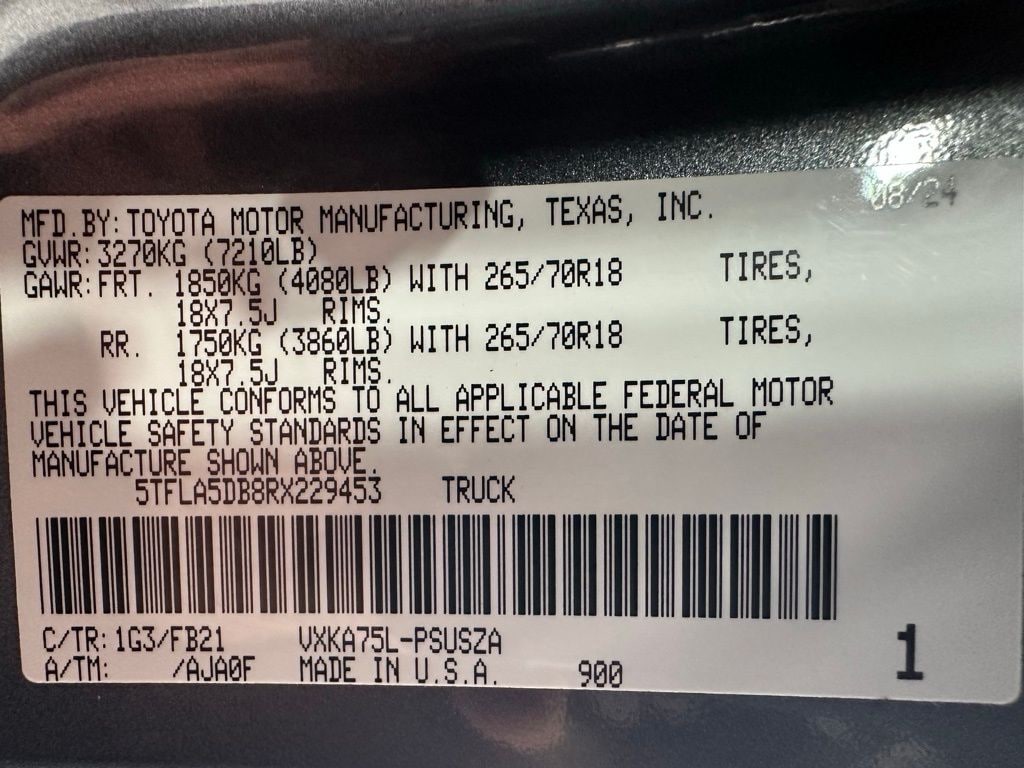 08/24
MFD.BY: TOYOTA MOTOR MANUFACTURING, TEXAS, INC.
GVWR: 3270KG (7210LB)
GAWR: FRT. 1850KG (4080LB) WITH 265/70R18 TIRES,
18X7.5J RIMS.
RR. 1750KG (3860LB) WITH 265/70R18 TIRES,
18X7.5J RIMS.
THIS VEHICLE CONFORMS TO ALL APPLICABLE FEDERAL MOTOR
VEHICLE SAFETY STANDARDS IN EFFECT ON THE DATE OF
MANUFACTURE SHOWN ABOVE.
5TFLA5DB8RX229453 TRUCK
C/TR: 1G3/FB21 VXKA75L-PSUSZA
A/TM: /AJA0F MADE IN U.S.A. 900
1